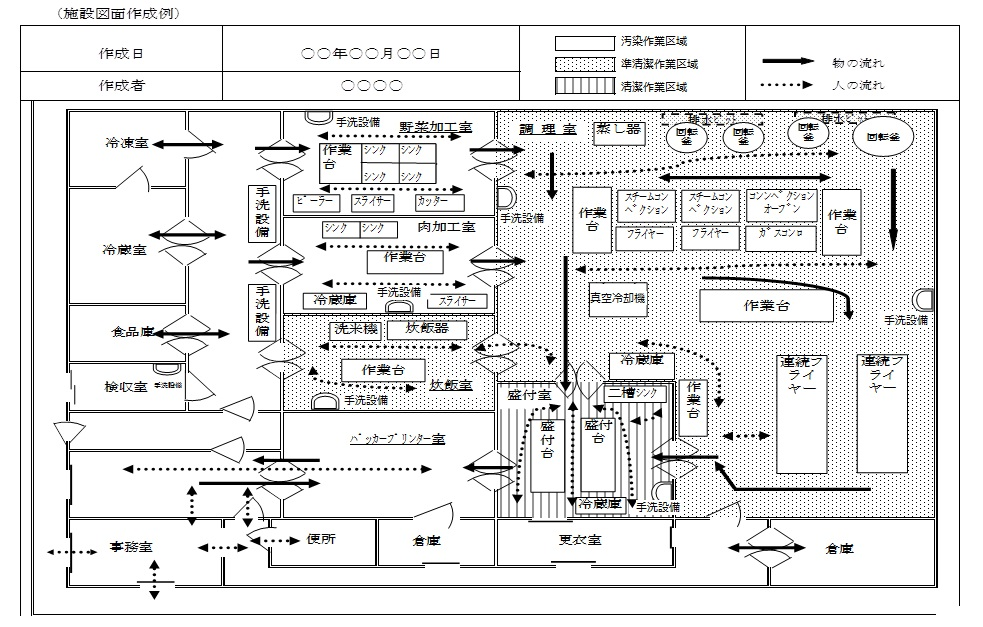 （施設図面作成例）
作成日
○○年○○月○○日
作成者
○○○○
汚染作業区域
準清潔作業区域
清潔作業区域
物の流れ
人の流れ
冷凍室
冷蔵室
食品庫
検収室
手洗設備
手洗設備
手洗設備
手洗設備
野菜加工室
作業台
シンク
シンク
シンク
シンク
ピーラー
スライサー
カッター
シンク
シンク
肉加工室
作業台
冷蔵庫
手洗設備
スライサー
洗米機
炊飯器
作業台
炊飯室
手洗設備
パッカープリンター室
調理室
蒸し器
排水ピット
排水ピット
回転釜
回転釜
回転釜
回転釜
手洗設備
作業台
スチームコンベクション
スチームコンベクション
コンンベクションオーブン
作業台
フライヤー
フライヤー
ガスコンロ
真空冷却機
作業台
手洗設備
冷蔵庫
連続フライヤー
連続フライヤー
盛付室
二槽シンク
作業台
盛付台
盛付台
冷蔵庫
手洗設備
事務室
便所
倉庫
更衣室
倉庫